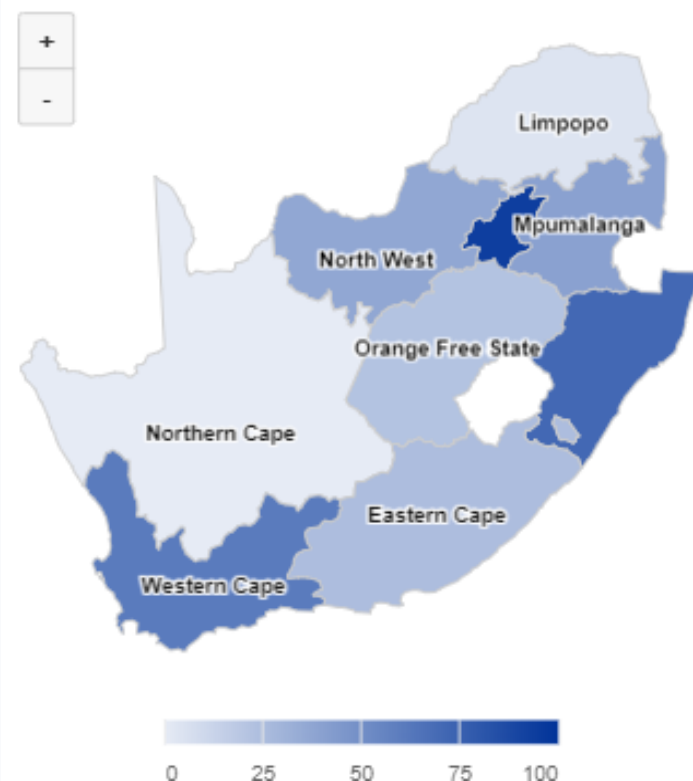 +
-
Limpopo
Mpumalanga
North West
Orange Free State
Northern Cape
Eastern Cape
Western Cape
0 25 50 75 100